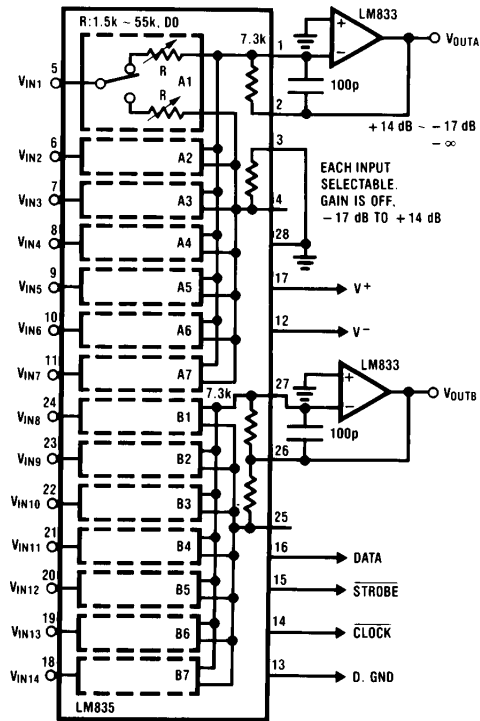 R:1.5k ~ 55k, D0
LM833
7.3k
1
VOUTA
5
VIN1
R
A1
R
100p
2
+14 dB ~ −17 dB
−∞
3
6
VIN2
A2
EACH INPUT
SELECTABLE.
GAIN IS OFF,
−17 dB TO +14 dB
7
VIN3
A3
4
8
VIN4
A4
28
9
VIN5
A5
17
V+
10
VIN6
A6
12
V−
11
VIN7
A7
LM833
7.3k
27
24
VIN8
B1
VOUTB
100p
23
VIN9
B2
26
22
VIN10
B3
25
21
VIN11
B4
16
DATA
20
VIN12
B5
15
STROBE
19
VIN13
B6
14
CLOCK
18
VIN14
B7
13
D. GND
LM835